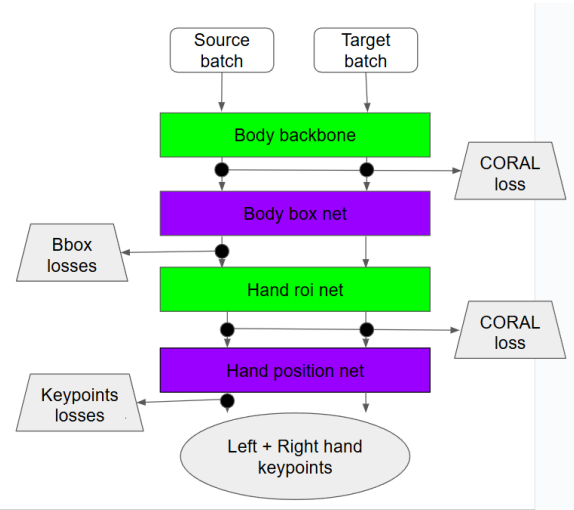 Source
batch
Target
batch
Body backbone
CORAL
loss
Body box net
Bbox
losses
Hand roi net
CORAL
loss
Hand position net
Keypoints
losses
Left + Right hand
keypoints